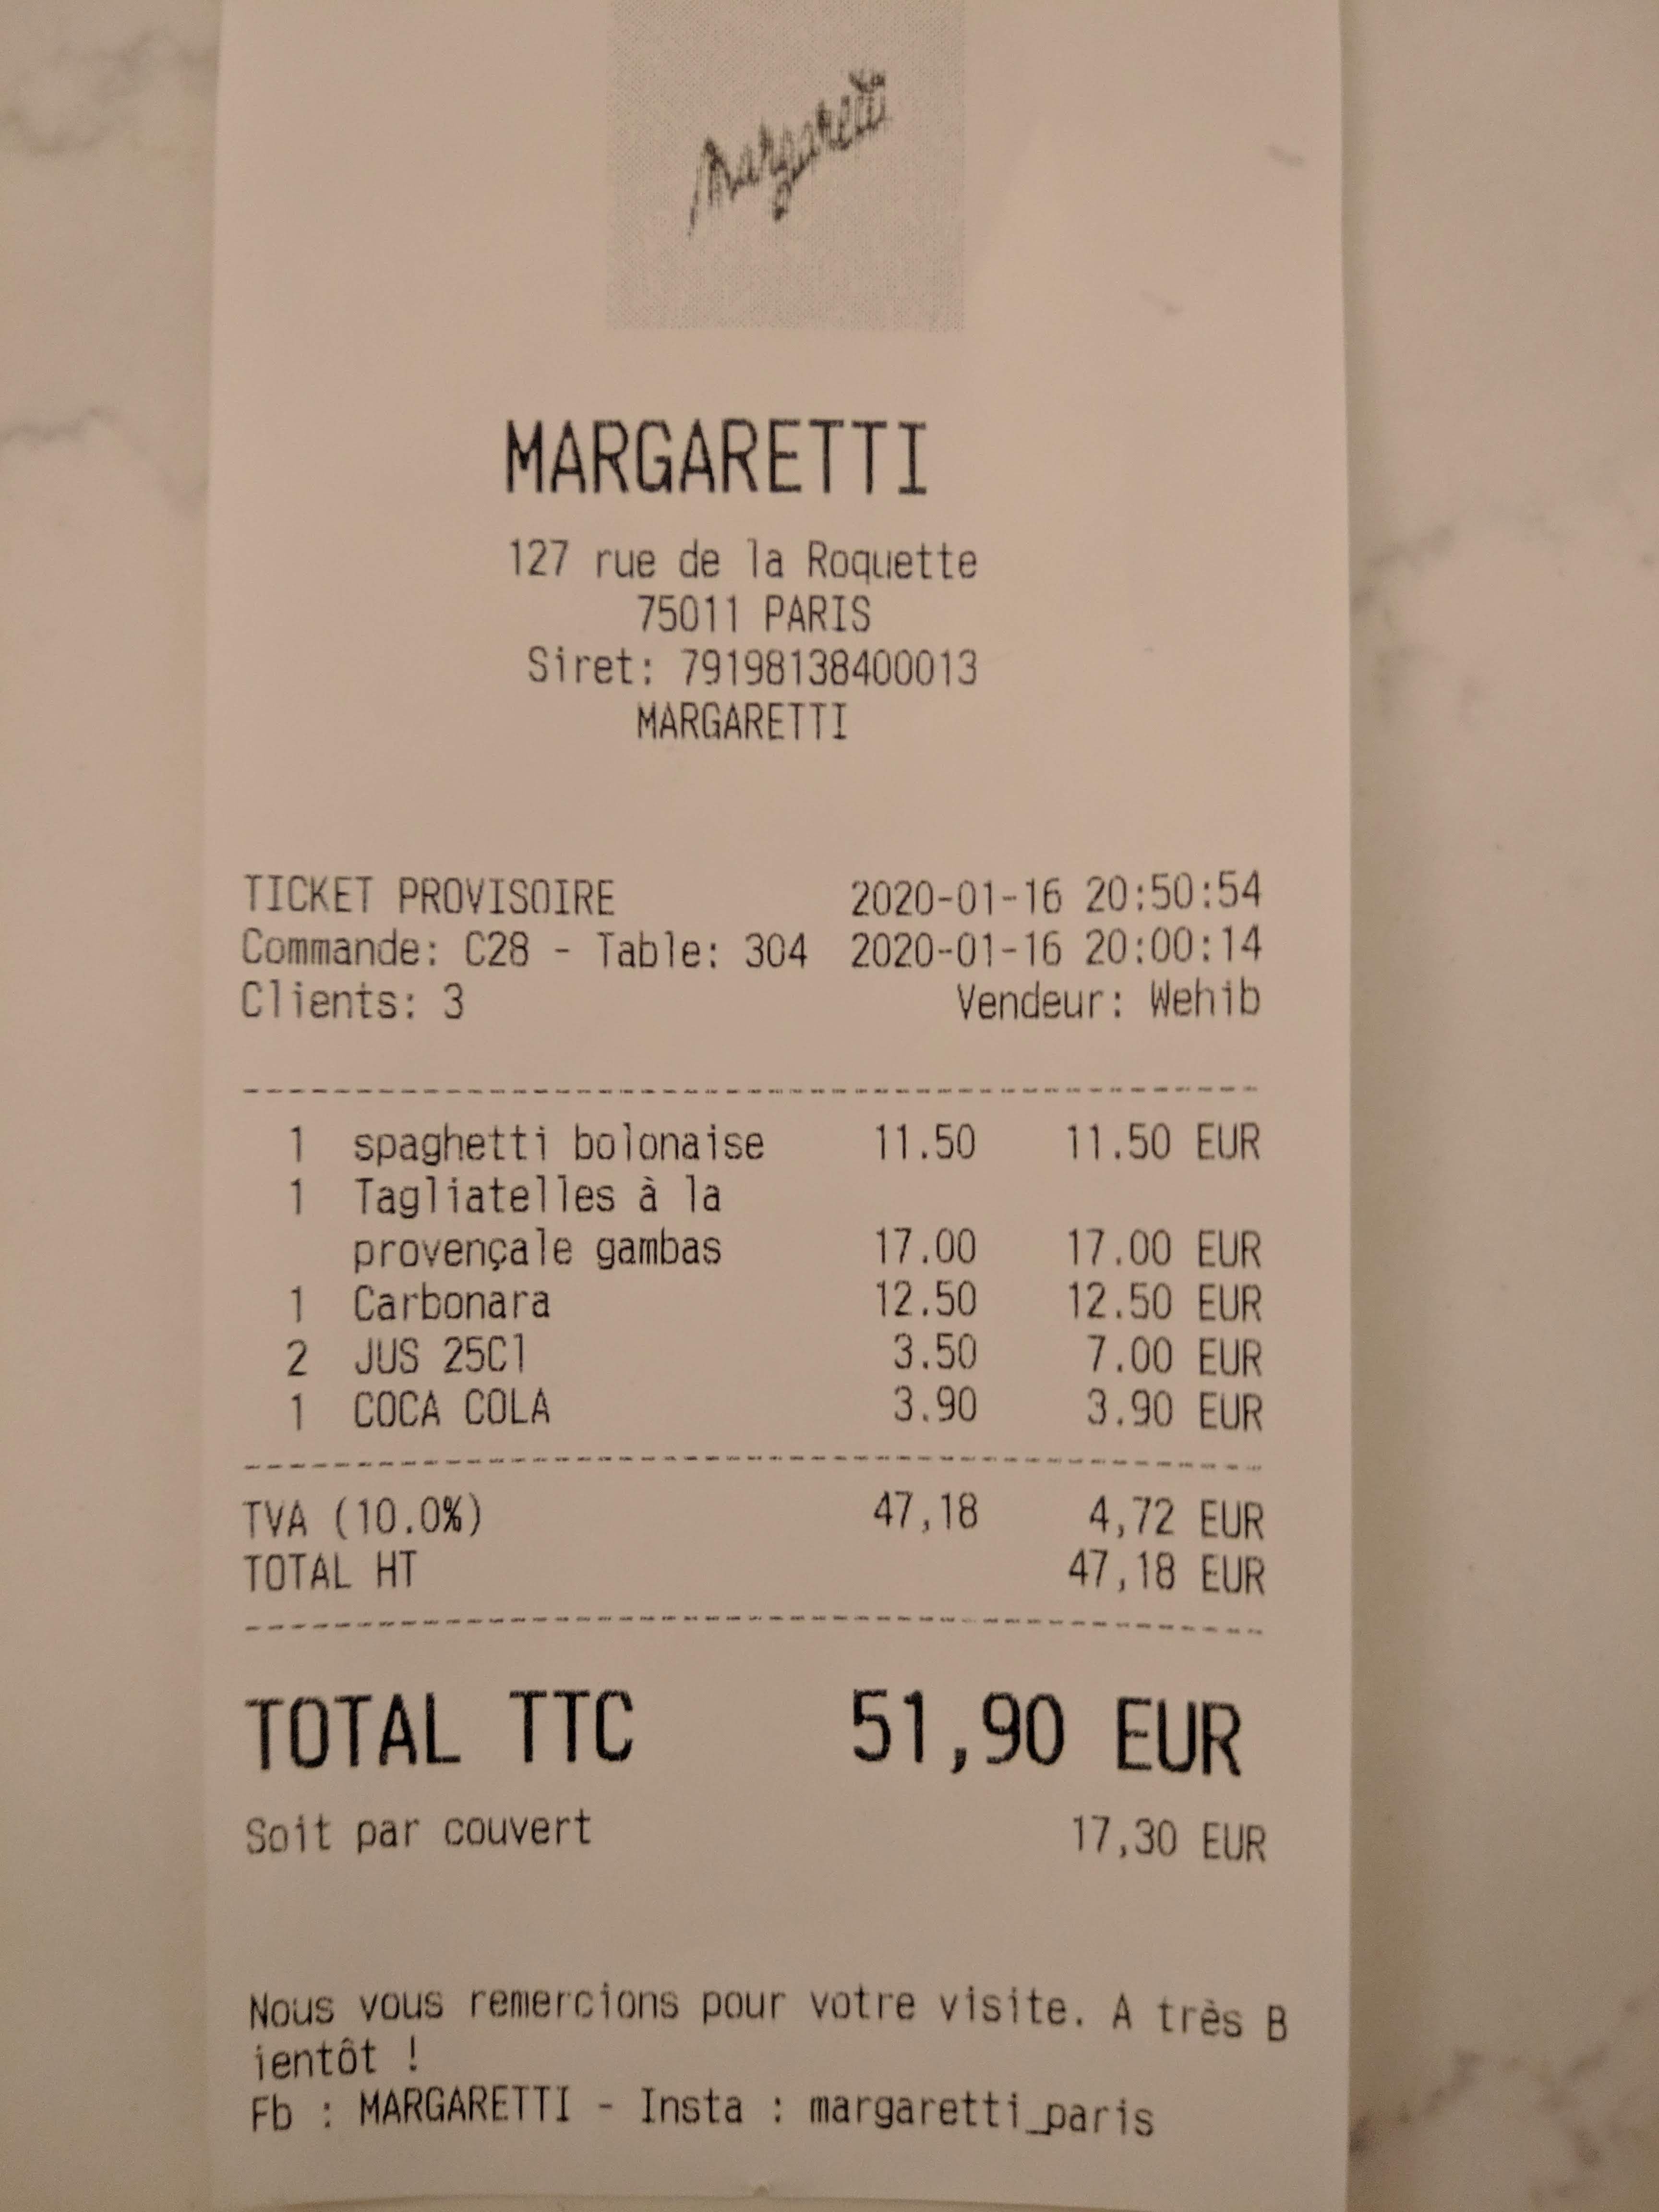 Margaretti
MARGARETTI
127 rue de la Roquette
75011 PARIS
Siret: 79198138400013
MARGARETTI
TICKET PROVISOIRE 2020-01-16 20:50:54
Commande: C28 - Table: 304 2020-01-16 20:00:14
Clients: 3 Vendeur: Wehib
1 spaghetti bolonaise 11.50 11.50 EUR
1 Tagliatelles à la
provençale gambas 17.00 17.00 EUR
1 Carbonara 12.50 12.50 EUR
2 JUS 25Cl 3.50 7.00 EUR
1 COCA COLA 3.90 3.90 EUR
TVA (10.0%) 47,18 4,72 EUR
TOTAL HT 47,18 EUR
TOTAL TTC 51,90 EUR
Soit par couvert 17,30 EUR
Nous vous remercions pour votre visite. A très B
ientôt !
Fb : MARGARETTI - Insta : margaretti_paris